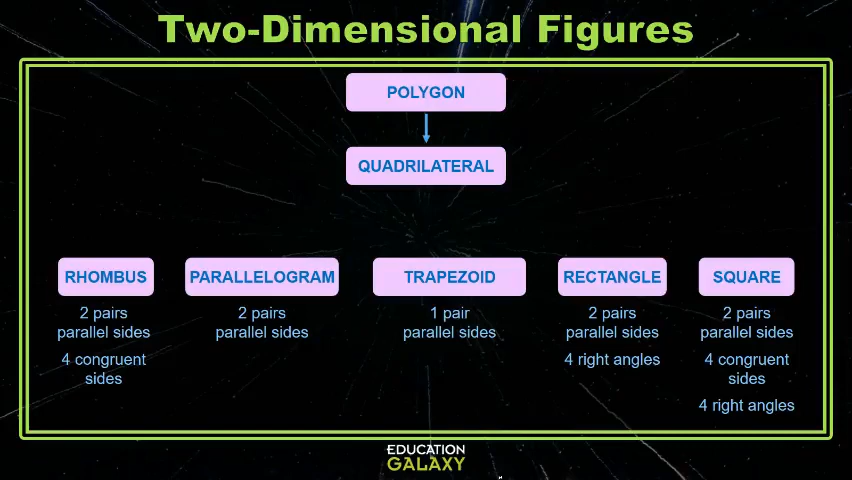 Two-Dimensional Figures
POLYGON
QUADRILATERAL
RHOMBUS
2 pairs
parallel sides
4 congruent
sides
PARALLELOGRAM
2 pairs
parallel sides
TRAPEZOID
1 pair
parallel sides
RECTANGLE
2 pairs
parallel sides
4 right angles
SQUARE
2 pairs
parallel sides
4 congruent
sides
4 right angles
EDUCATION
GALAXY